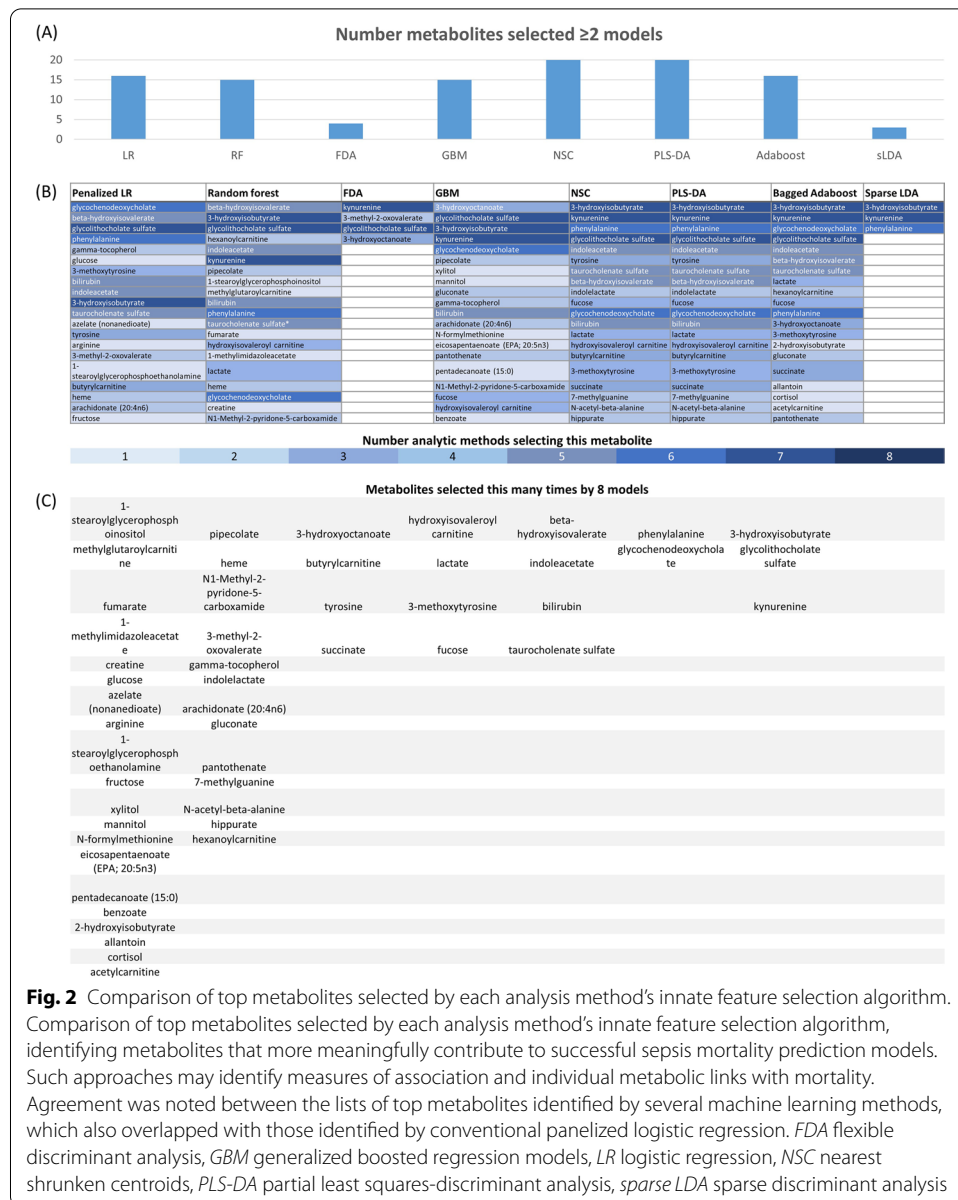 (A)
Number metabolites selected ≥2 models
20
15
10
5
0
LR RF FDA GBM NSC PLS-DA Adaboost sLDA
(B)
Penalized LR Random forest FDA GBM NSC PLS-DA Bagged Adaboost Sparse LDA
glycochenodeoxycholate beta-hydroxyisovalerate kynurenine 3-hydroxyoctanoate 3-hydroxyisobutyrate 3-hydroxyisobutyrate 3-hydroxyisobutyrate 3-hydroxyisobutyrate
beta-hydroxyisovalerate 3-hydroxyisobutyrate 3-methyl-2-oxovalerate glycolithocholate sulfate kynurenine kynurenine kynurenine kynurenine
glycolithocholate sulfate glycolithocholate sulfate glycolithocholate sulfate 3-hydroxyisobutyrate phenylalanine phenylalanine glycochenodeoxycholate phenylalanine
phenylalanine hexanoylcarnitine 3-hydroxyoctanoate kynurenine glycolithocholate sulfate glycolithocholate sulfate glycolithocholate sulfate
gamma-tocopherol indoleacetate glycochenodeoxycholate indoleacetate indoleacetate indoleacetate
glucose kynurenine pipecolate tyrosine tyrosine beta-hydroxyisovalerate
3-methoxytyrosine pipecolate xylitol taurocholenate sulfate taurocholenate sulfate taurocholenate sulfate
bilirubin 1-stearoylglycerophosphoinositol mannitol beta-hydroxyisovalerate beta-hydroxyisovalerate lactate
indoleacetate methylglutaroylcarnitine gluconate indolelactate indolelactate hexanoylcarnitine
3-hydroxyisobutyrate bilirubin gamma-tocopherol fucose fucose fucose
taurocholenate sulfate phenylalanine bilirubin glycochenodeoxycholate glycochenodeoxycholate phenylalanine
azelate (nonanedioate) taurocholenate sulfate* arachidonate (20:4n6) bilirubin bilirubin 3-hydroxyoctanoate
tyrosine fumarate N-formylmethionine lactate lactate 3-methoxytyrosine
arginine hydroxyisovaleroyl carnitine eicosapentaenoate (EPA; 20:5n3) hydroxyisovaleroyl carnitine hydroxyisovaleroyl carnitine 2-hydroxyisobutyrate
3-methyl-2-oxovalerate 1-methylimidazoleacetate pantothenate butyrylcarnitine butyrylcarnitine gluconate
1-
stearoylglycerophosphoethanolamine lactate pentadecanoate (15:0) 3-methoxytyrosine 3-methoxytyrosine succinate
butyrylcarnitine heme N1-Methyl-2-pyridone-5-carboxamide succinate succinate allantoin
heme glycochenodeoxycholate fucose 7-methylguanine 7-methylguanine cortisol
arachidonate (20:4n6) creatine hydroxyisovaleroyl carnitine N-acetyl-beta-alanine N-acetyl-beta-alanine acetylcarnitine
fructose N1-Methyl-2-pyridone-5-carboxamide benzoate hippurate hippurate pantothenate
Number analytic methods selecting this metabolite
1 2 3 4 5 6 7 8
(C)
Metabolites selected this many times by 8 models
1-
stearoylglycerophosph hydroxyisovaleroyl beta-
oinositol pipecolate 3-hydroxyoctanoate carnitine hydroxyisovalerate phenylalanine 3-hydroxyisobutyrate
methylglutaroylcarniti glycochenodeoxychola glycolithocholate
ne heme butyrylcarnitine lactate indoleacetate te sulfate
N1-Methyl-2-
pyridone-5-
fumarate carboxamide tyrosine 3-methoxytyrosine bilirubin kynurenine
1-
methylimidazoleacetat 3-methyl-2-
e oxovalerate succinate fucose taurocholenate sulfate
creatine gamma-tocopherol
glucose indolelactate
azelate
(nonanedioate) arachidonate (20:4n6)
arginine gluconate
1-
stearoylglycerophosph
oethanolamine pantothenate
fructose 7-methylguanine
xylitol N-acetyl-beta-alanine
mannitol hippurate
N-formylmethionine hexanoylcarnitine
eicosapentaenoate
(EPA; 20:5n3)
pentadecanoate (15:0)
benzoate
2-hydroxyisobutyrate
allantoin
cortisol
acetylcarnitine
Fig. 2 Comparison of top metabolites selected by each analysis method's innate feature selection algorithm.
Comparison of top metabolites selected by each analysis method's innate feature selection algorithm,
identifying metabolites that more meaningfully contribute to successful sepsis mortality prediction models.
Such approaches may identify measures of association and individual metabolic links with mortality.
Agreement was noted between the lists of top metabolites identified by several machine learning methods,
which also overlapped with those identified by conventional panelized logistic regression. FDA flexible
discriminant analysis, GBM generalized boosted regression models, LR logistic regression, NSC nearest
shrunken centroids, PLS-DA partial least squares-discriminant analysis, sparse LDA sparse discriminant analysis